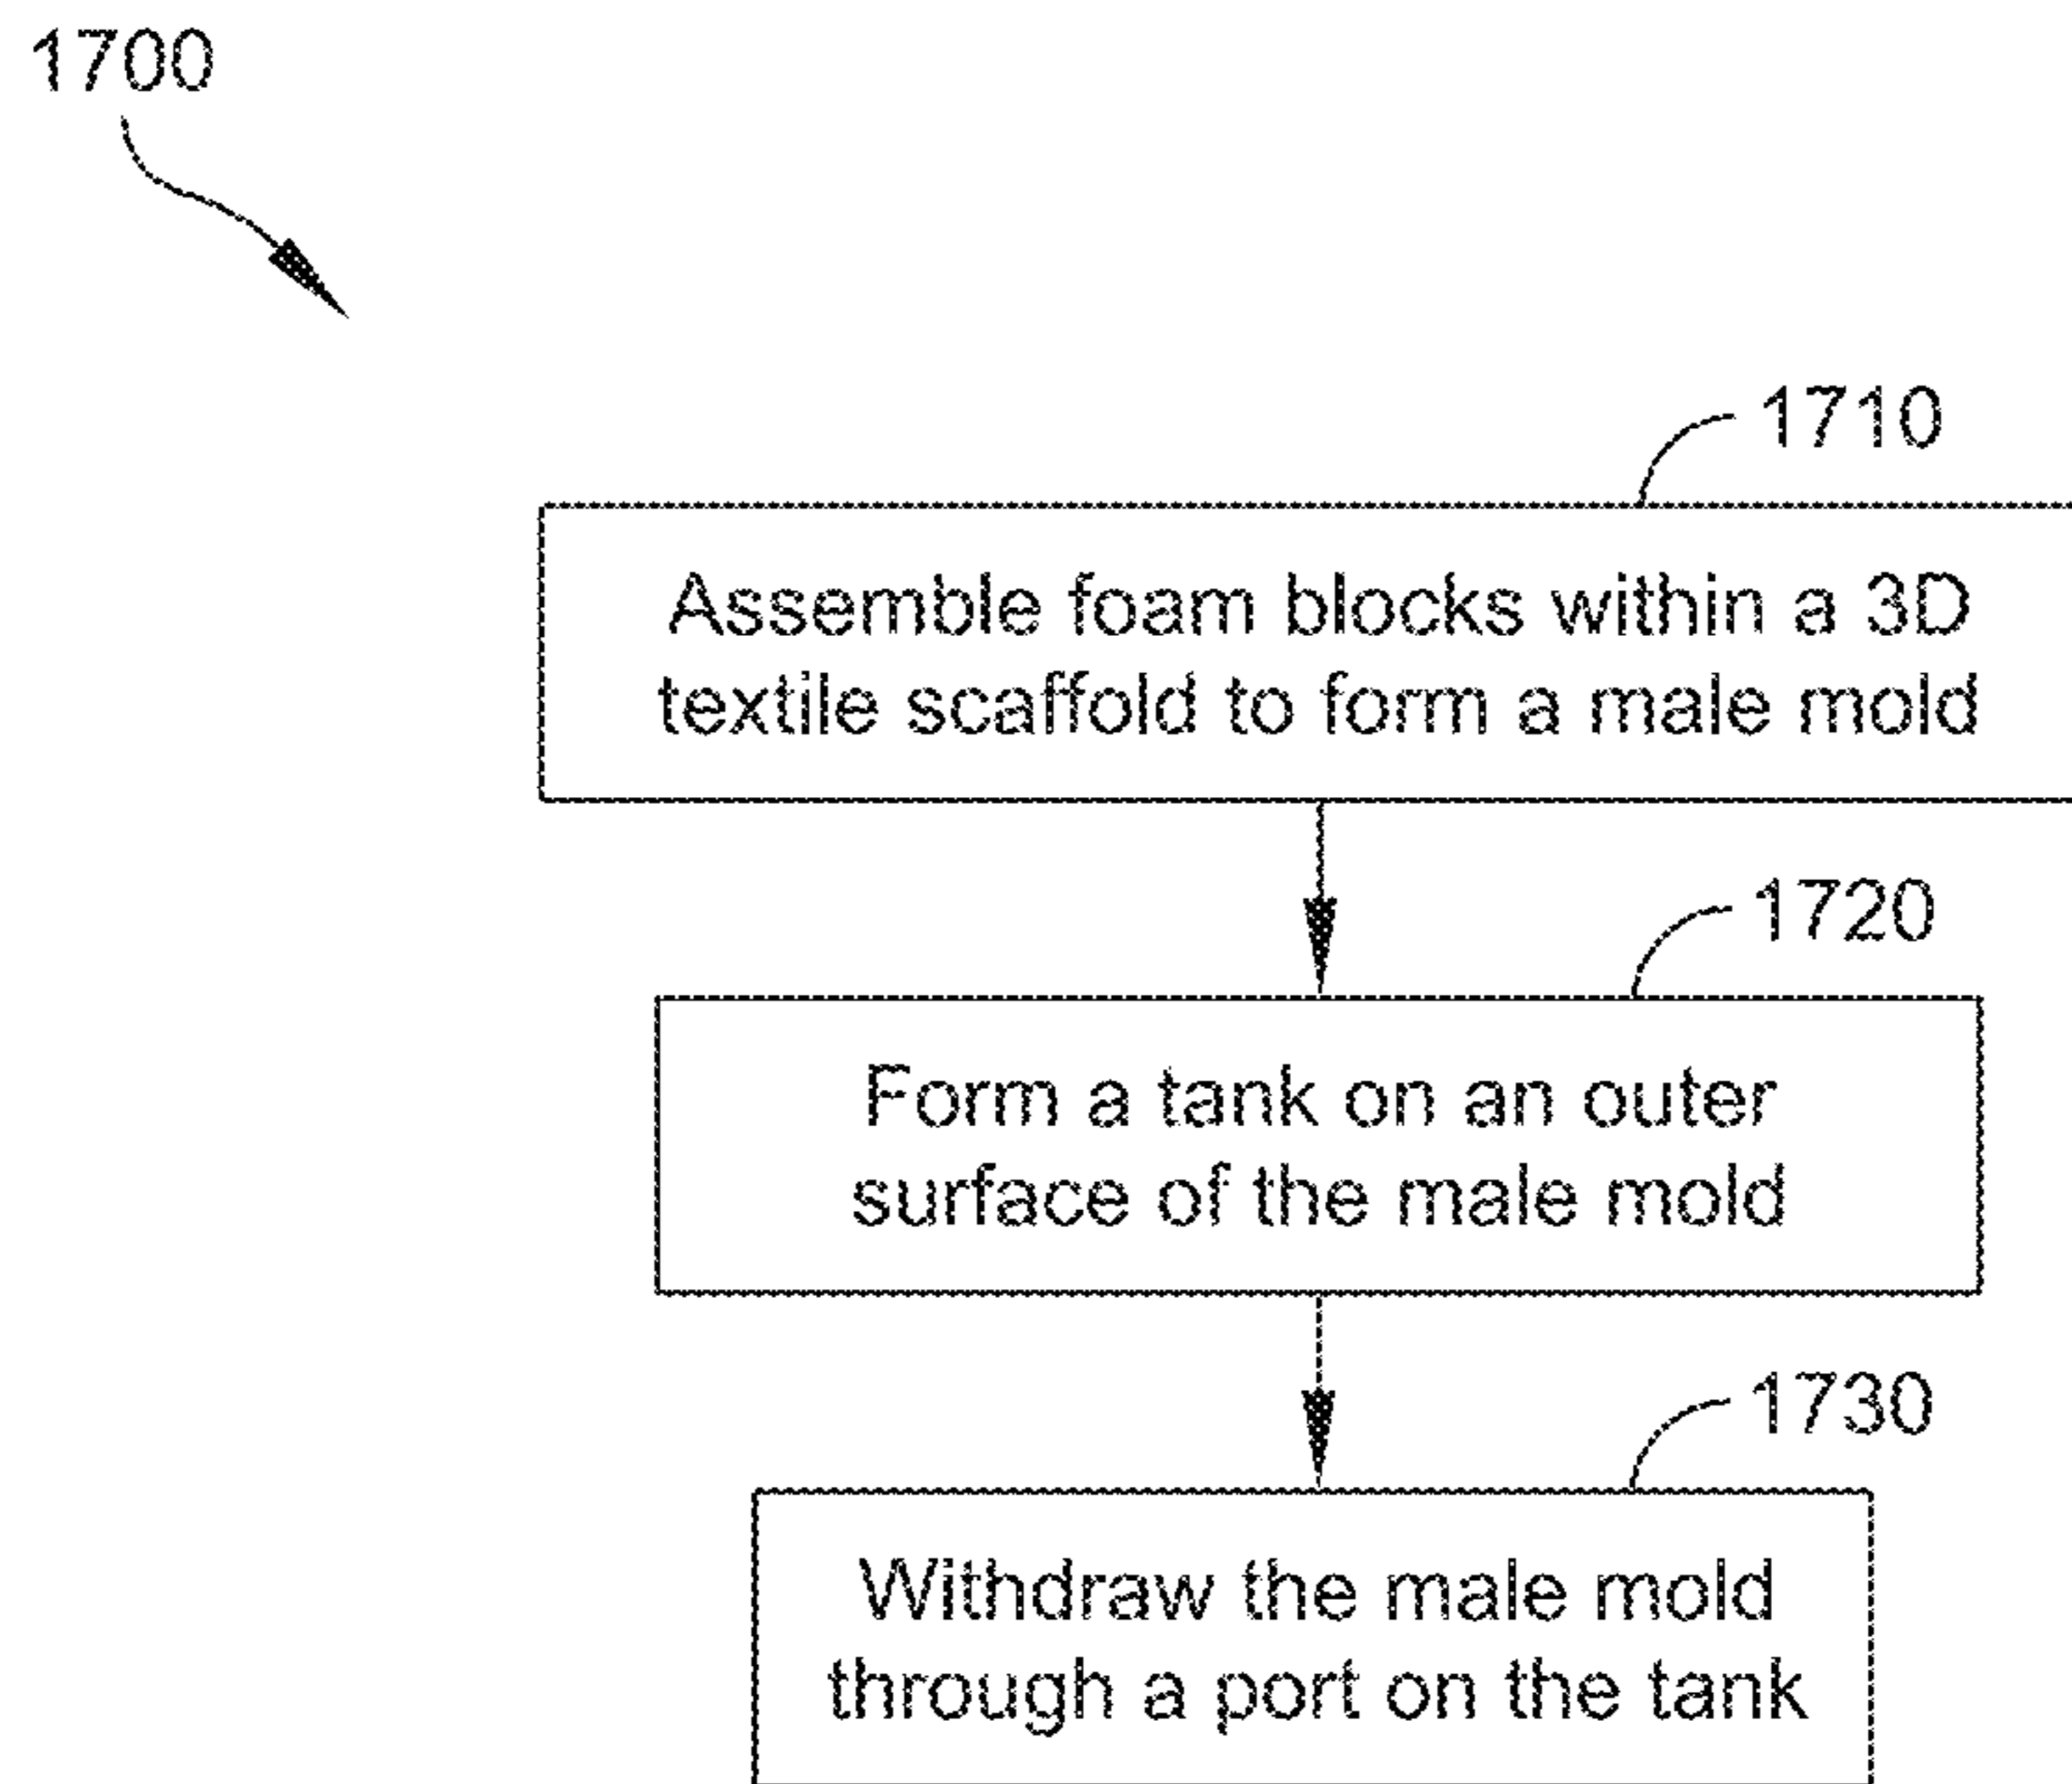 1700
1710
Assemble foam blocks within a 3D
textile scaffold to form a male mold
1720
Form a tank on an outer
surface of the male mold
1730
Withdraw the male mold
through a port on the tank